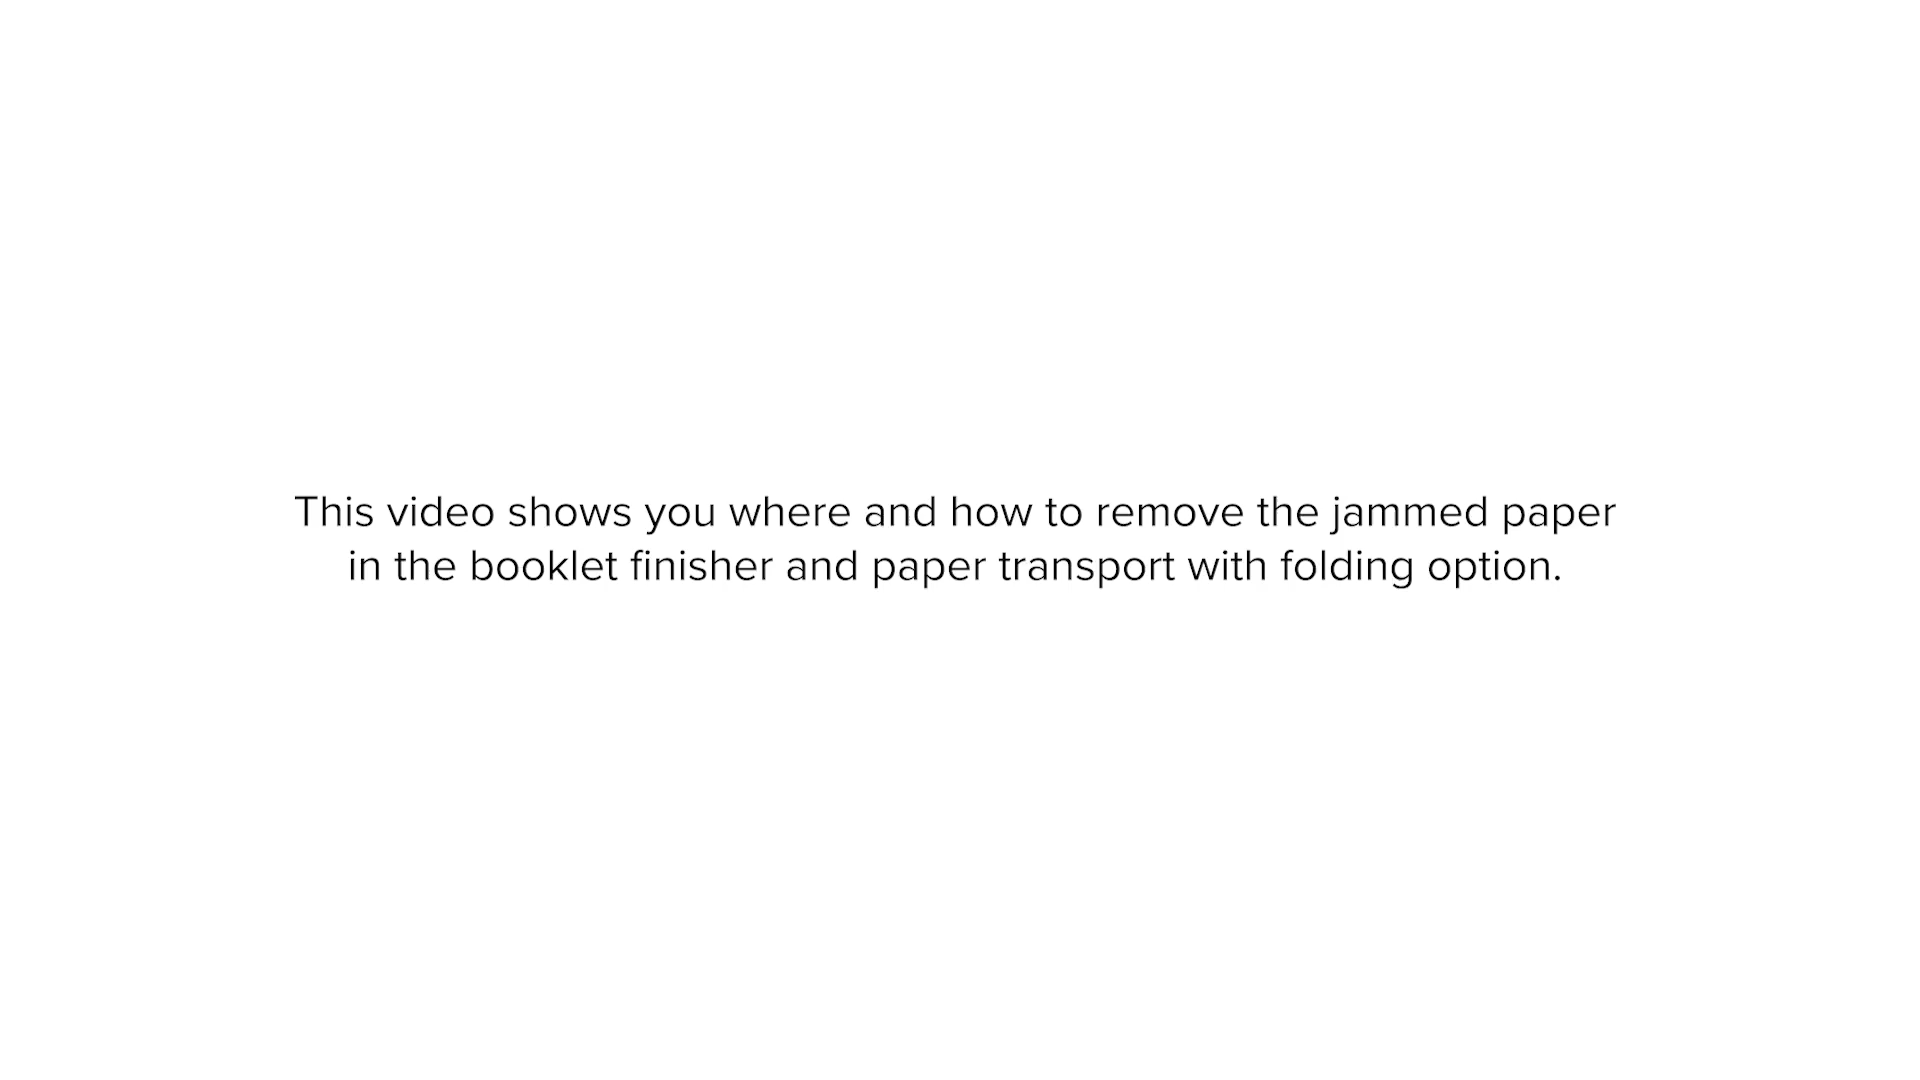 This video shows you where and how to remove the jammed paper
in the booklet finisher and paper transport with folding option.